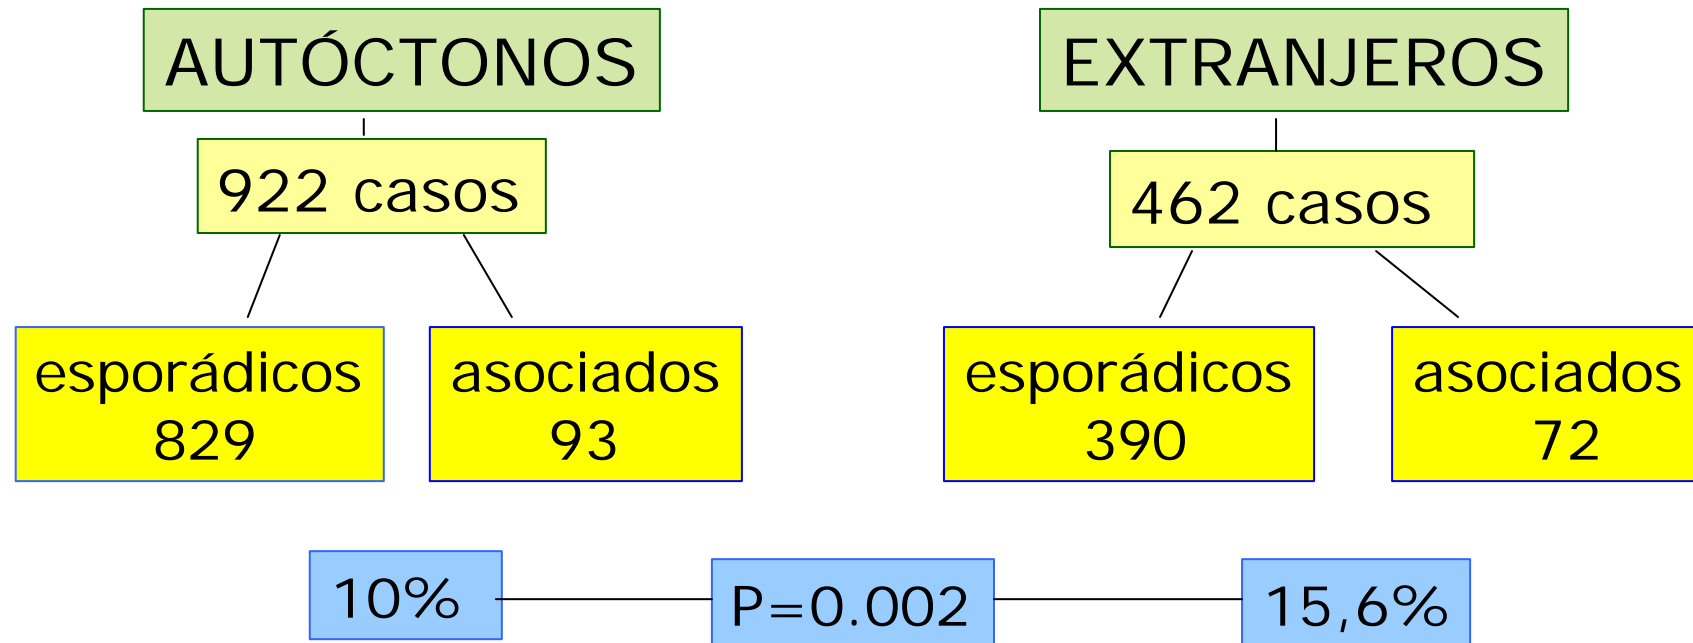 AUTÓCTONOS
922 casos
esporádicos
829
asociados
93
EXTRANJEROS
462 casos
esporádicos
390
asociados
72
10%
P=0.002
15,6%